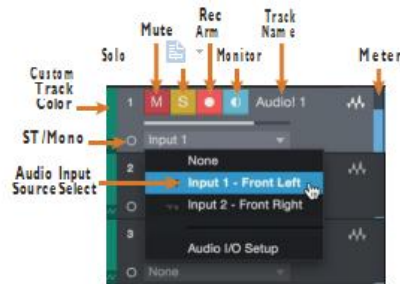 Solo
Mute
Rec
Arm
Monitor
Track
Name
Meter
Custom
Track
Color
1 M S Audio! 1
ST/Mono
Input 1
Audio Input
Source Select
2
None
Input 1 - Front Left
Input 2 - Front Right
3
Audio I/O Setup
None